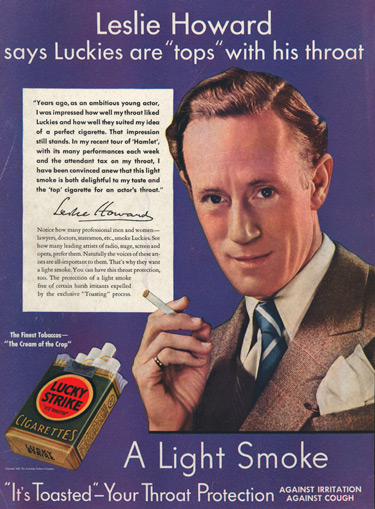 Leslie Howard
says Luckies are "tops" with his throat
"Years ago, as an ambitious young actor,
I was impressed how well my throat liked
Luckies and how well they suited my idea
of a perfect cigarette. That impression
still stands. In my recent tour of 'Hamlet',
with its many performances each week
and the attendant tax on my throat, I
have been convinced anew that this light
smoke is both delightful to my taste and
the 'top' cigarette for an actor's throat."
Leslie Howard
Notice how many professional men and women—
lawyers, doctors, statesmen, etc., smoke Luckies. See
how many leading artists of radio, stage, screen and
opera, prefer them. Naturally the voices of these art-
ists are all-important to them. That's why they want
a light smoke. You can have this throat protection,
too. The protection of a light smoke
free of certain harsh irritants expelled
by the exclusive "Toasting" process.
The Finest Tobaccos—
"The Cream of the Crop"
LUCKY
STRIKE
"IT'S TOASTED"
CIGARETTES
LUCKY
STRIKE
A Light Smoke
"It's Toasted"–Your Throat Protection
AGAINST IRRITATION
AGAINST COUGH